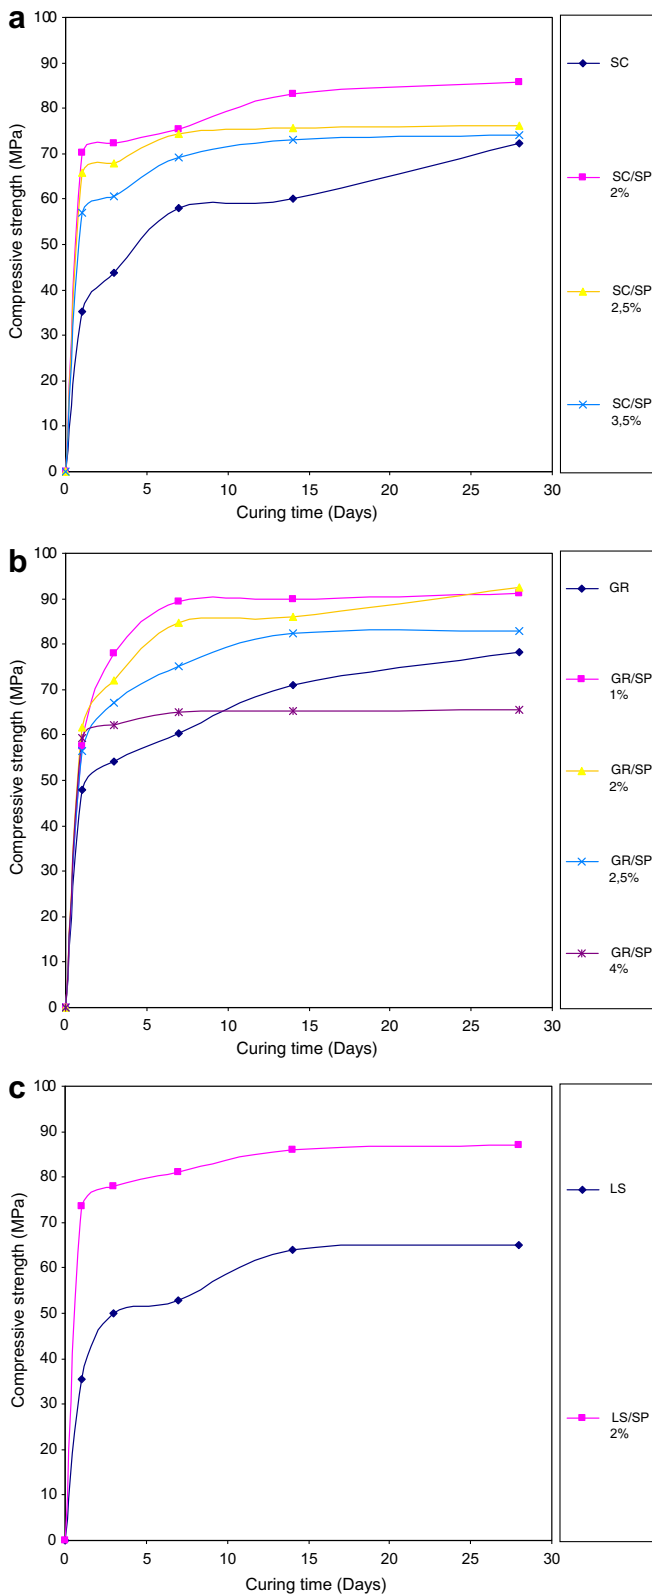 a
100
90
80
70
60
50
40
30
20
10
0
0 5 10 15 20 25 30
Compressive strength (MPa)
Curing time (Days)
SC
SC/SP
2%
SC/SP
2,5%
SC/SP
3,5%
b
100
90
80
70
60
50
40
30
20
10
0
0 5 10 15 20 25 30
Compressive strength (MPa)
Curing time (Days)
GR
GR/SP
1%
GR/SP
2%
GR/SP
2,5%
GR/SP
4%
c
100
90
80
70
60
50
40
30
20
10
0
0 5 10 15 20 25 30
Compressive strength (MPa)
Curing time (Days)
LS
LS/SP
2%